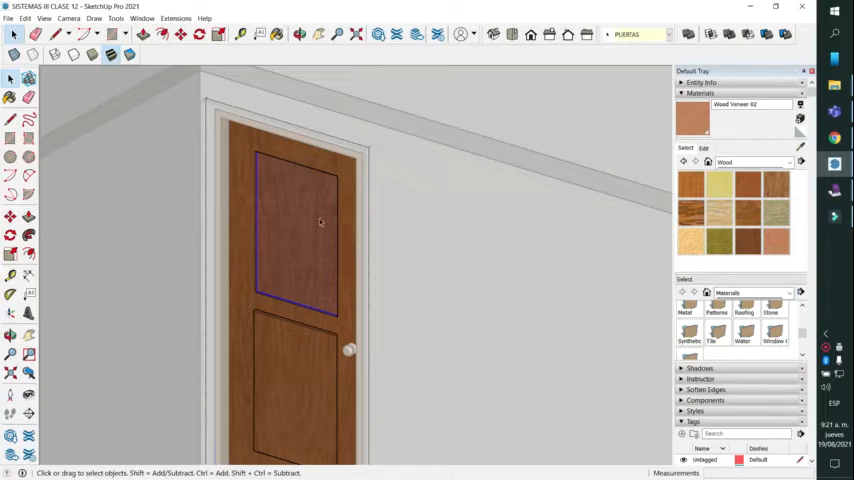 SISTEMAS III CLASE 12 - SketchUp Pro 2021
File Edit View Camera Draw Tools Window Extensions Help
PUERTAS
Default Tray
Entity Info
Materials
Wood Veneer 02
Select Edit
Wood
Select
Materials
Metal Patterns Roofing Stone
Synthetic Tile Water Window
Shadows
Instructor
Soften Edges
Components
Styles
Tags
Search
Name Dashes
Untagged Default
Click or drag to select objects. Shift = Add/Subtract. Ctrl = Add. Shift + Ctrl = Subtract.
Measurements
ESP
9:21 a. m.
jueves
19/08/2021